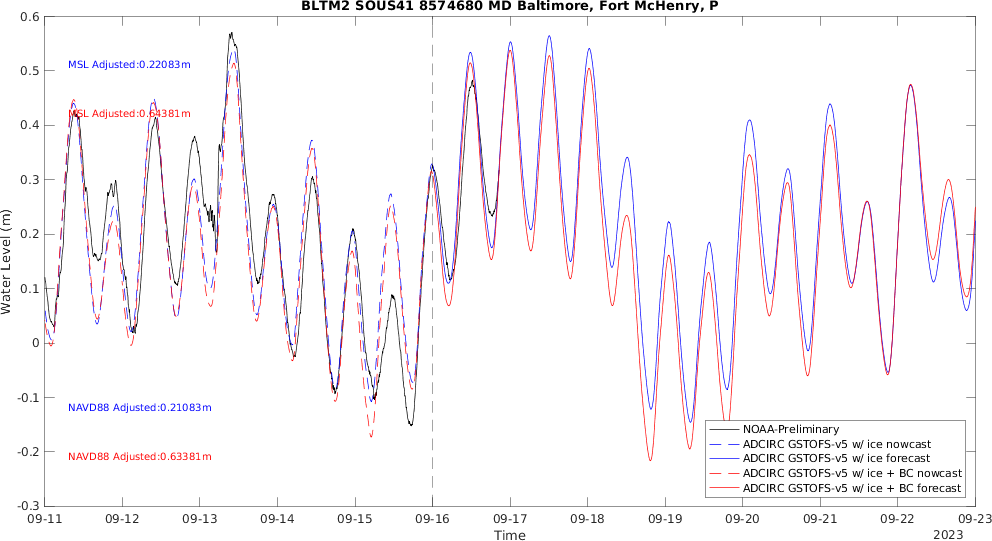 BLTM2 SOUS41 8574680 MD Baltimore, Fort McHenry, P
Water Level (m)
0.6
0.5
0.4
0.3
0.2
0.1
0
-0.1
-0.2
-0.3
MSL Adjusted:0.22083m
MSL Adjusted:0.64381m
NAVD88 Adjusted:0.21083m
NAVD88 Adjusted:0.63381m
NOAA-Preliminary
ADCIRC GSTOFS-v5 w/ ice nowcast
ADCIRC GSTOFS-v5 w/ ice forecast
ADCIRC GSTOFS-v5 w/ ice + BC nowcast
ADCIRC GSTOFS-v5 w/ ice + BC forecast
09-11 09-12 09-13 09-14 09-15 09-16 09-17 09-18 09-19 09-20 09-21 09-22 09-23
Time
2023